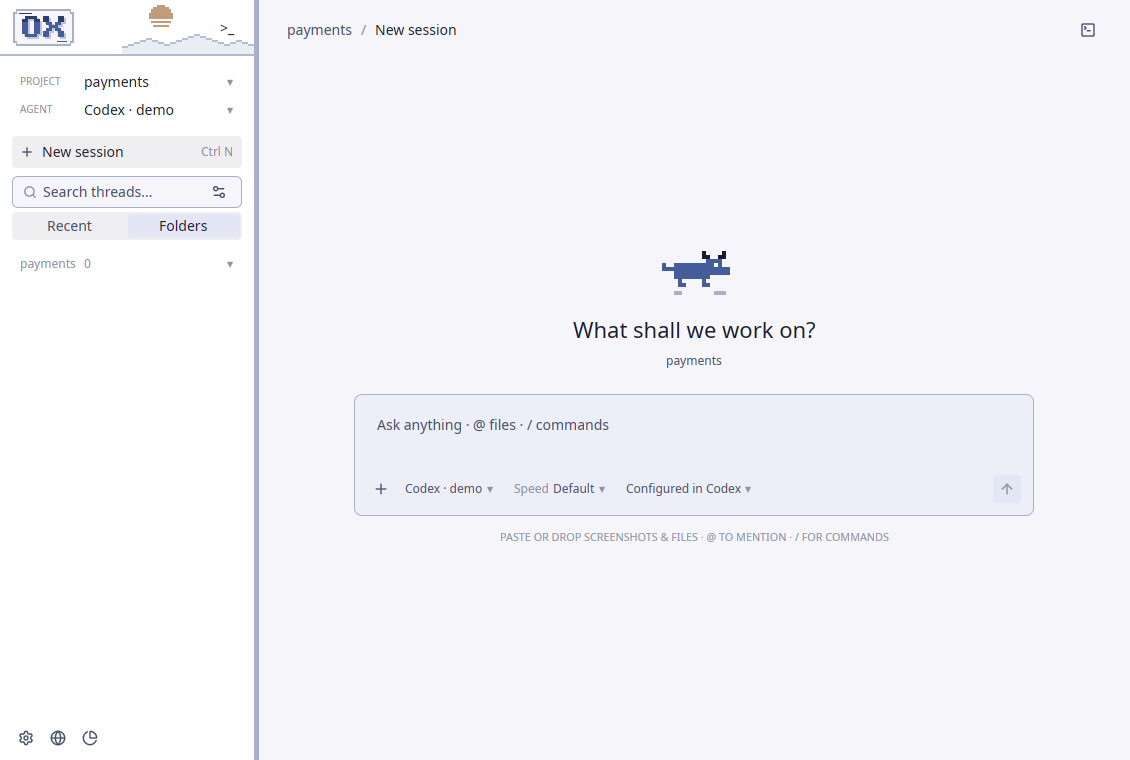 OX
>_
PROJECT payments ▾
AGENT Codex · demo ▾
+ New session Ctrl N
Search threads...
Recent Folders
payments 0 ▾
payments / New session
What shall we work on?
payments
Ask anything · @ files · / commands
+ Codex · demo ▾ Speed Default ▾ Configured in Codex ▾
PASTE OR DROP SCREENSHOTS & FILES · @ TO MENTION · / FOR COMMANDS